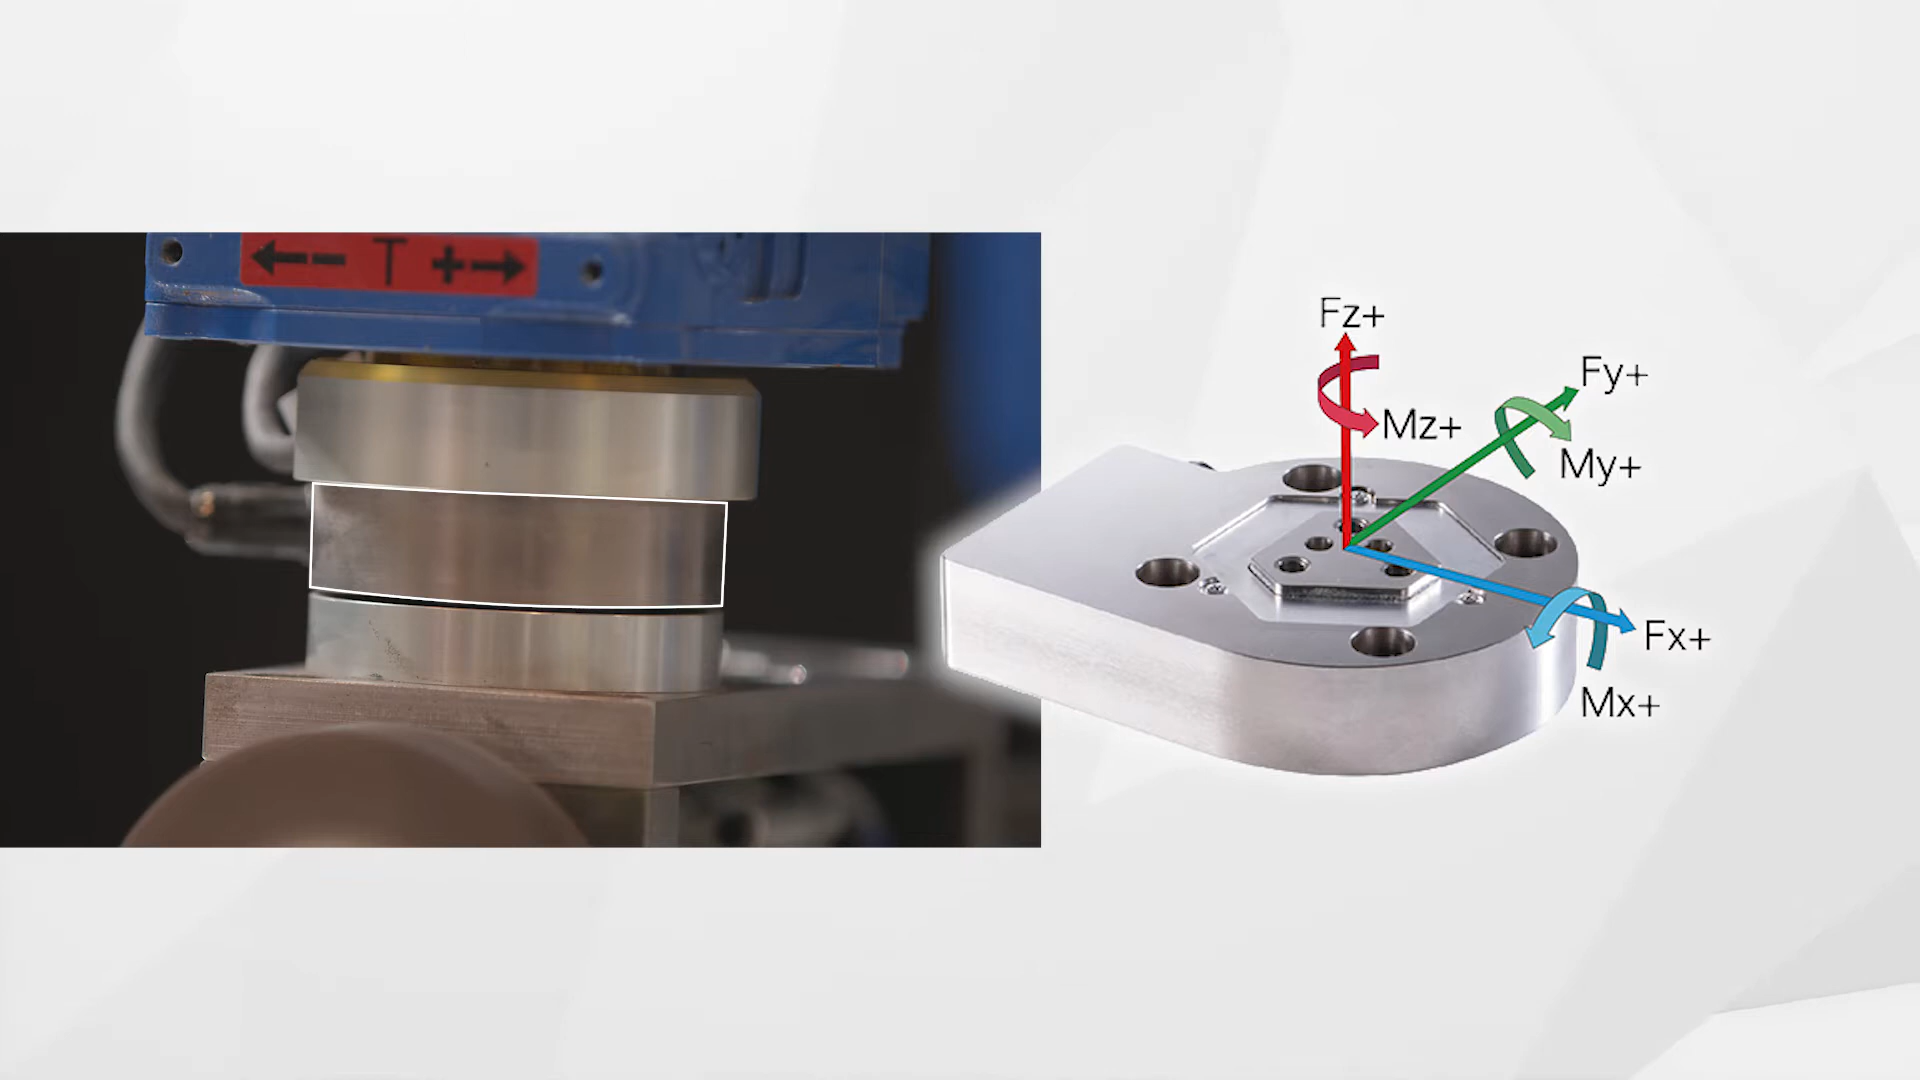 ←– T +→
Fz+
Fy+
Mz+
My+
Fx+
Mx+